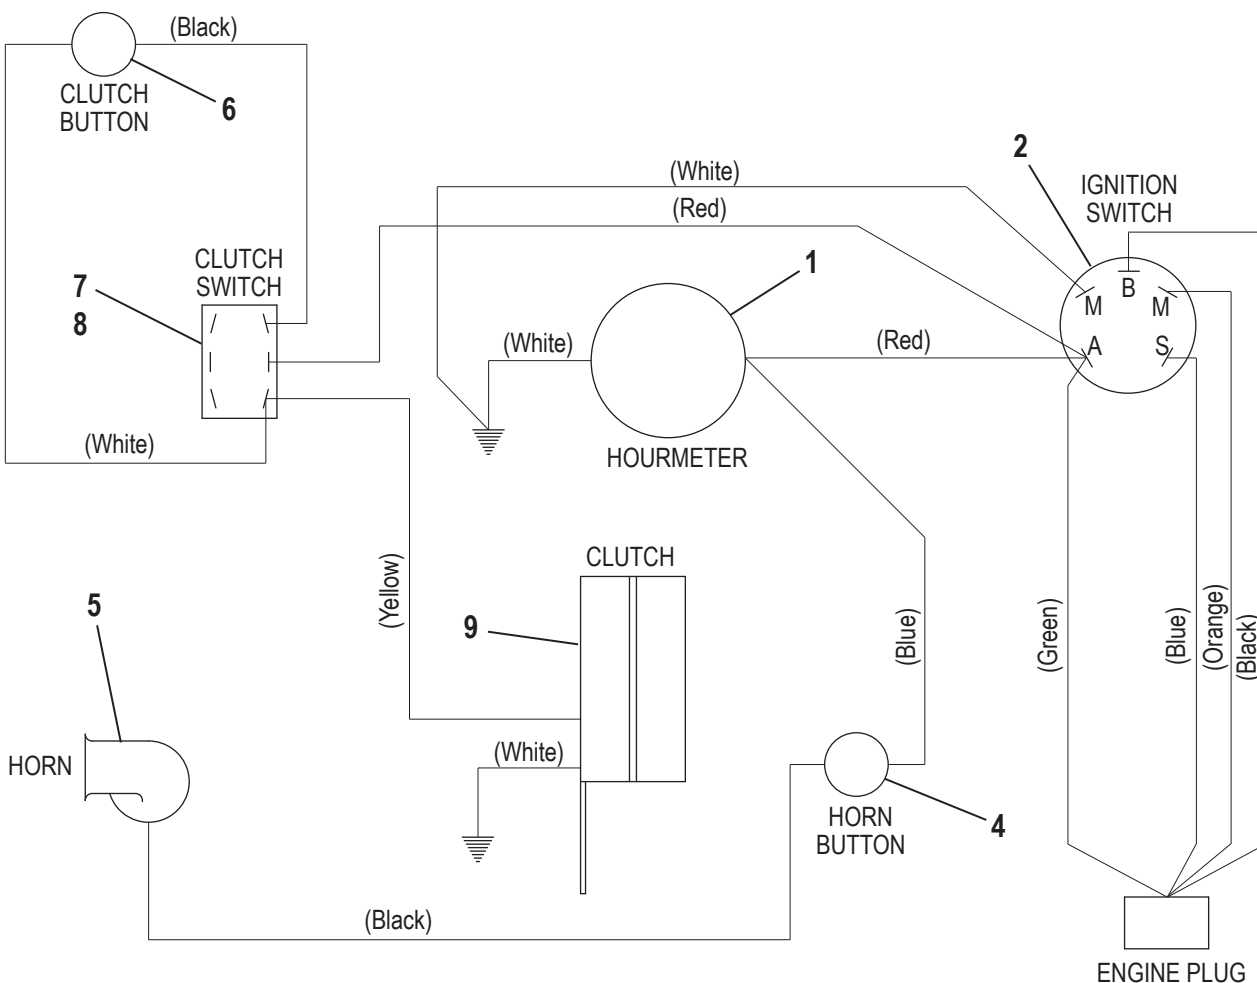 (Black)
CLUTCH
BUTTON
6
2
(White)
IGNITION
SWITCH
(Red)
CLUTCH
SWITCH
7
8
1
B
M
M
(White)
(Red)
A
S
(White)
HOURMETER
CLUTCH
(Yellow)
5
9
(Blue)
(Green)
(Blue)
(Orange)
(Black)
HORN
(White)
HORN
BUTTON
4
(Black)
ENGINE PLUG